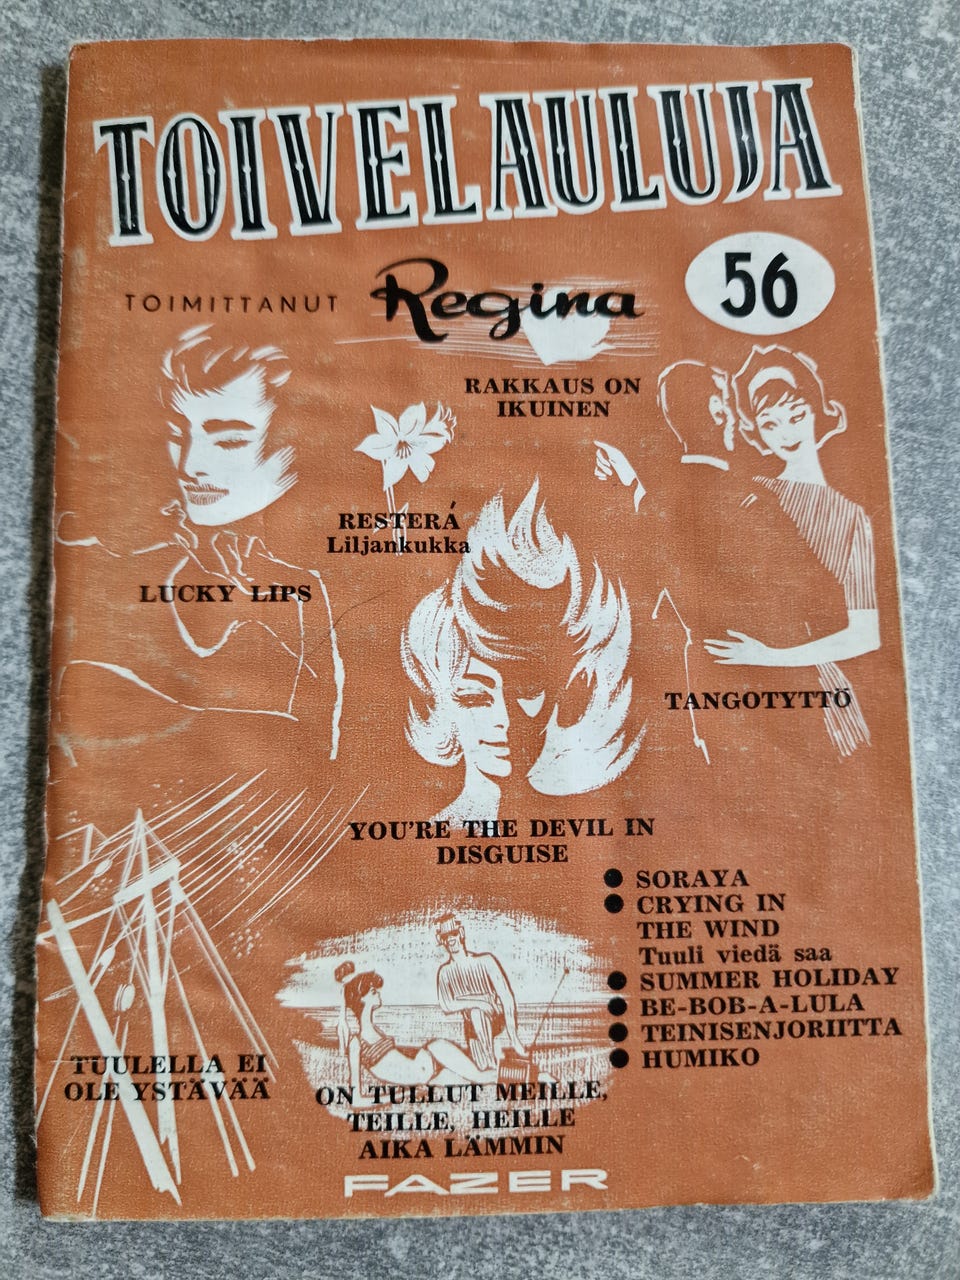 TOIVELAULUJA
TOIMITTANUT Regina 56
RAKKAUS ON
IKUINEN
RESTERÁ
Liljankukka
LUCKY LIPS
TANGOTYTTÖ
YOU'RE THE DEVIL IN
DISGUISE
● SORAYA
● CRYING IN
THE WIND
Tuuli viedä saa
● SUMMER HOLIDAY
● BE-BOB-A-LULA
● TEINISENJORIITTA
● HUMIKO
TUULELLA EI
OLE YSTÄVÄÄ
ON TULLUT MEILLE,
TEILLE, HEILLE
AIKA LÄMMIN
FAZER